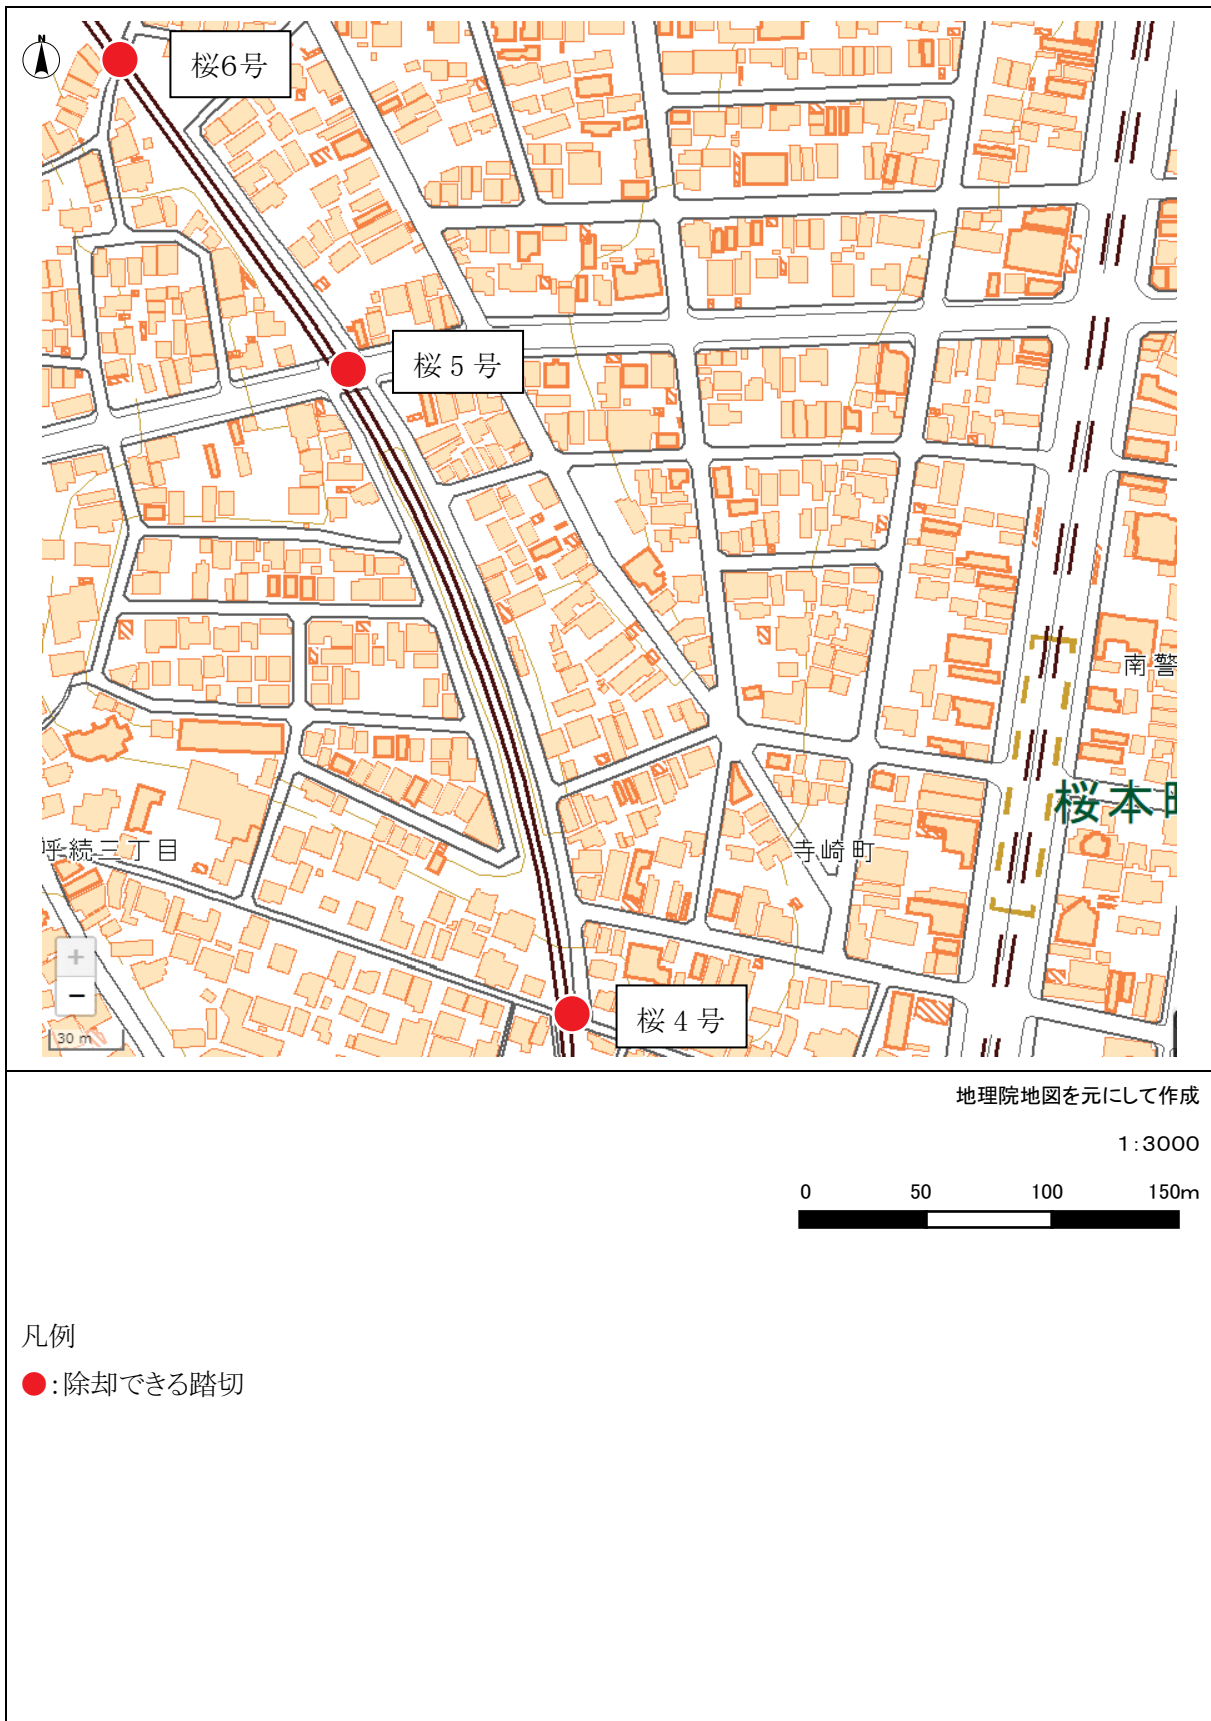 N
桜6号
桜5号
南警
桜本
寺崎町
呼続三丁目
+
−
30 m
桜4号
地理院地図を元にして作成
1:3000
0 50 100 150m
凡例
●:除却できる踏切